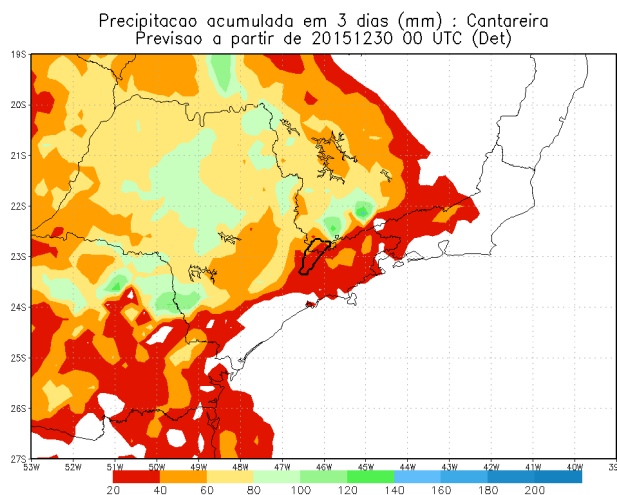 Precipitacao acumulada em 3 dias (mm) : Cantareira
Previsao a partir de 20151230 00 UTC (Det)
19S
20S
21S
22S
23S
24S
25S
26S
27S
53W 52W 51W 50W 49W 48W 47W 46W 45W 44W 43W 42W 41W 40W 39
20 40 60 80 100 120 140 160 180 200